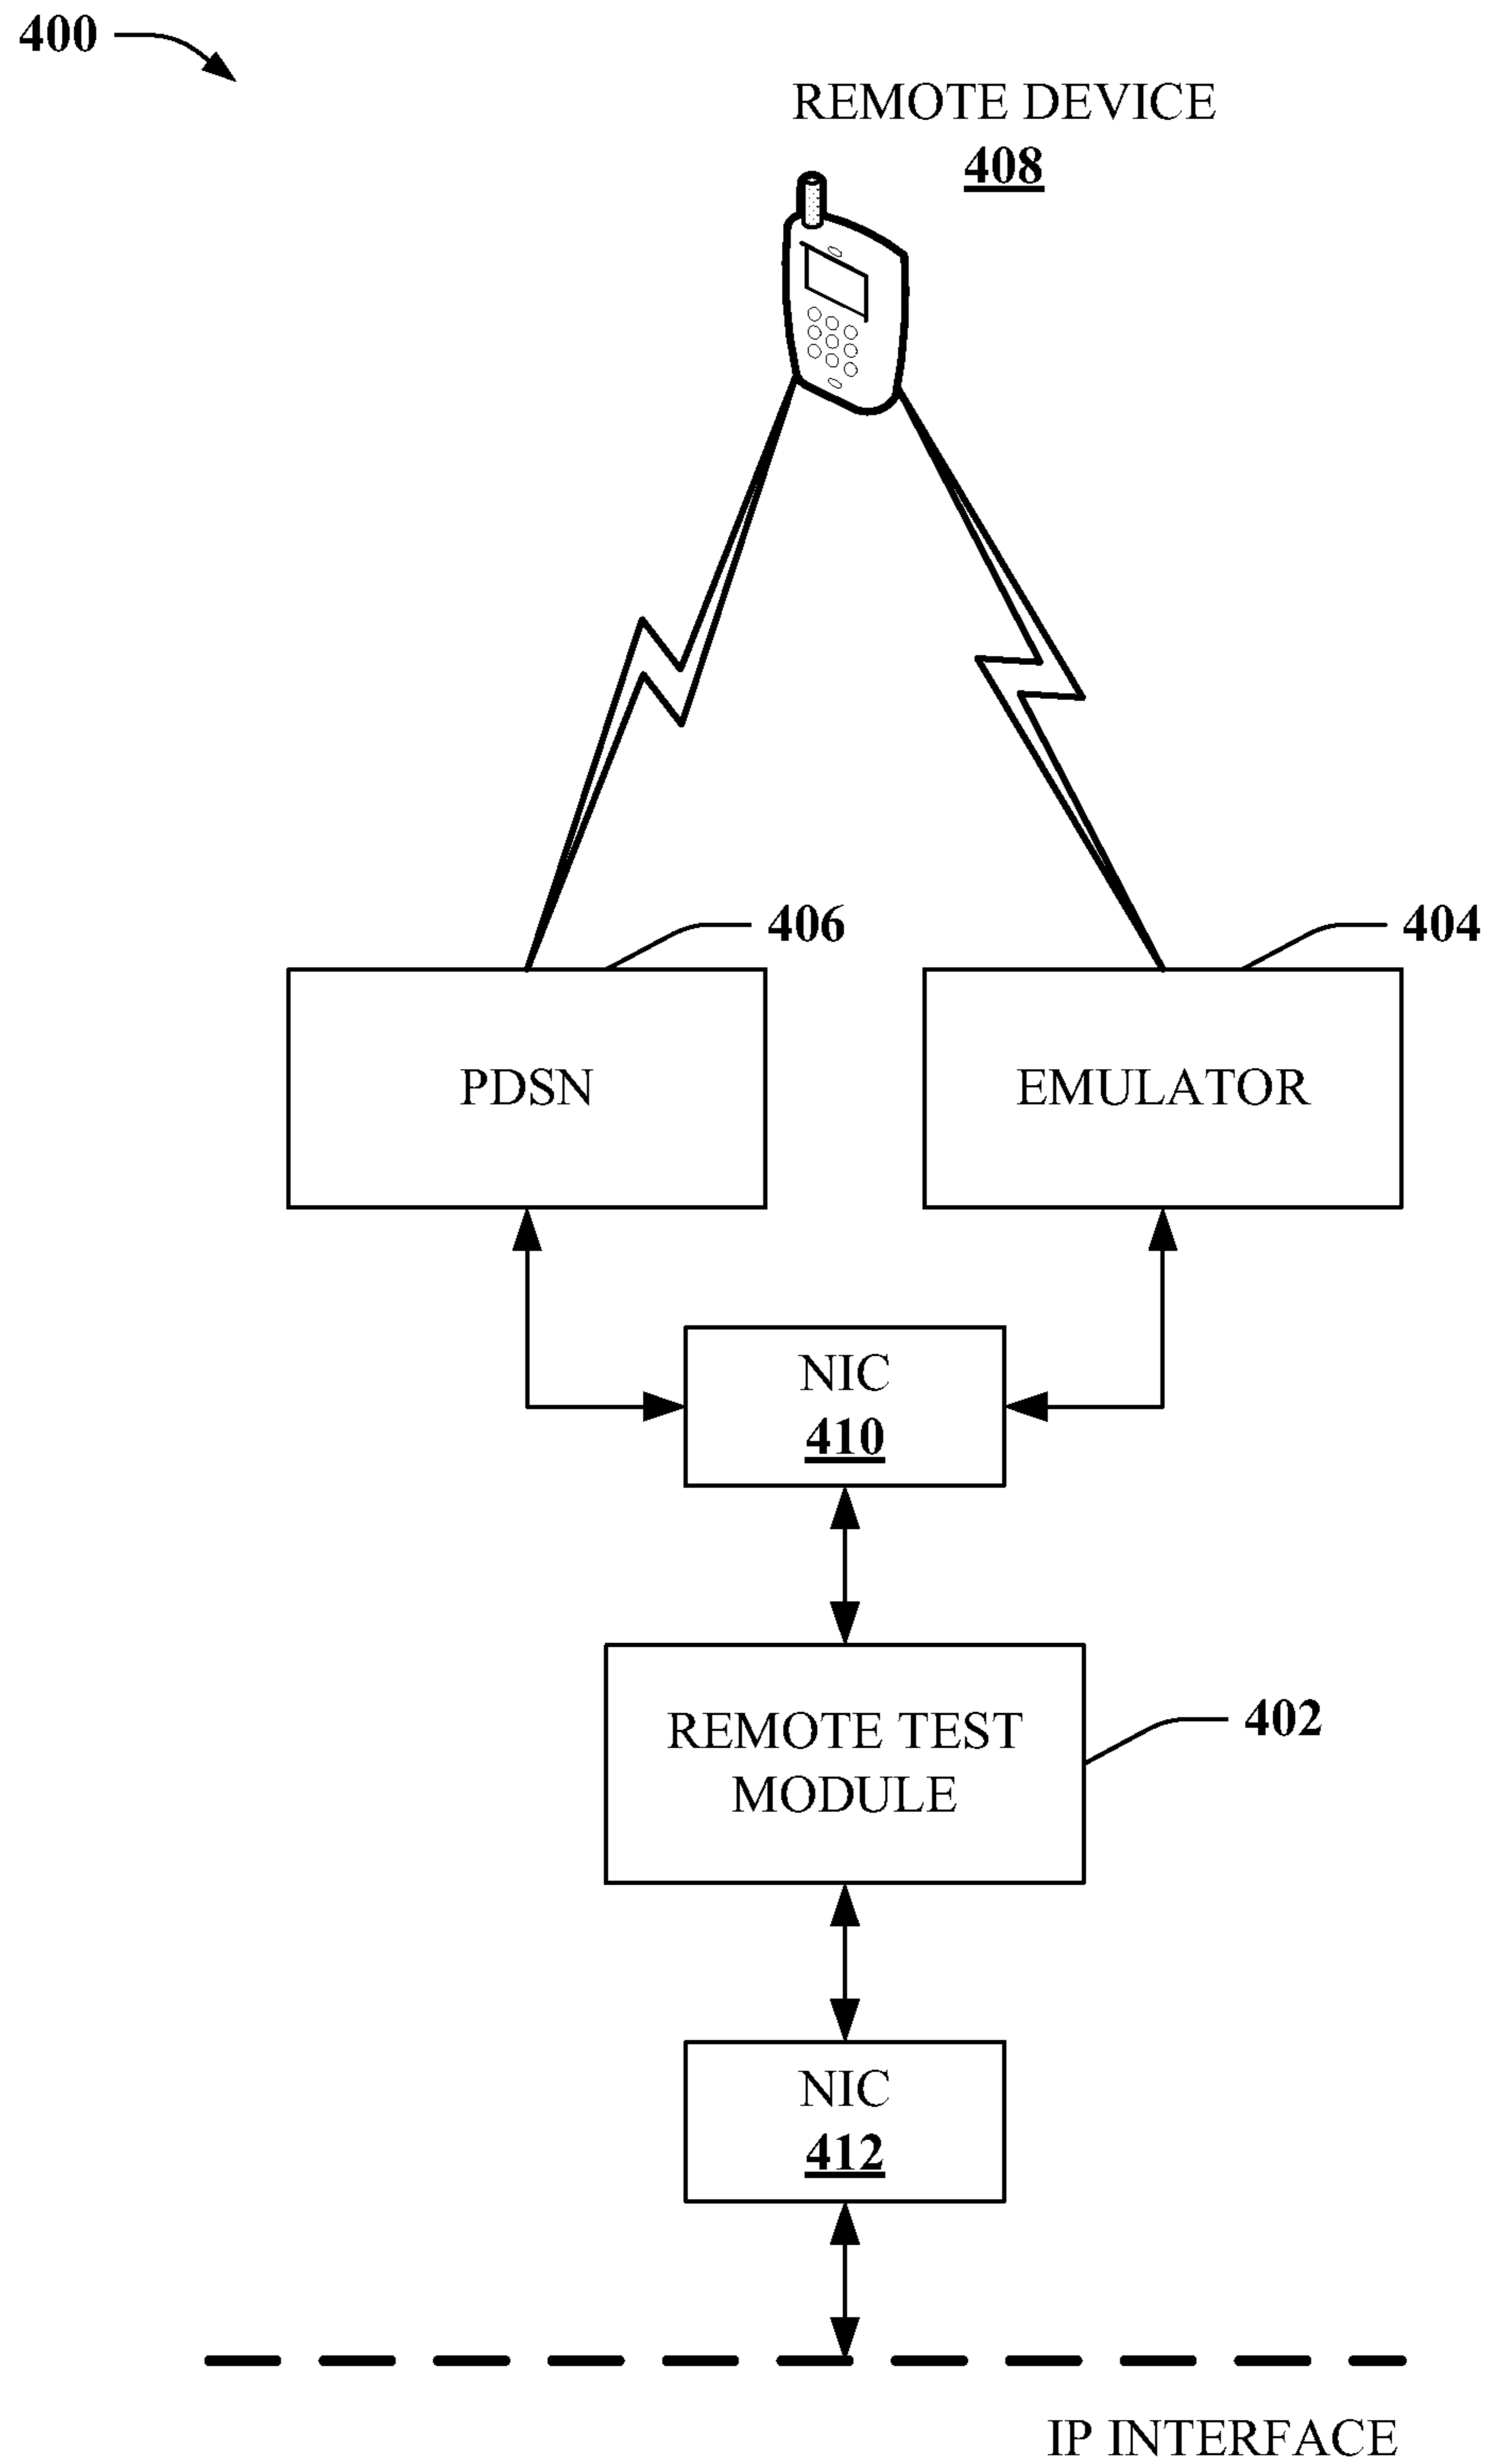 400
REMOTE DEVICE
408
406
404
PDSN
EMULATOR
NIC
410
REMOTE TEST
MODULE
402
NIC
412
IP INTERFACE